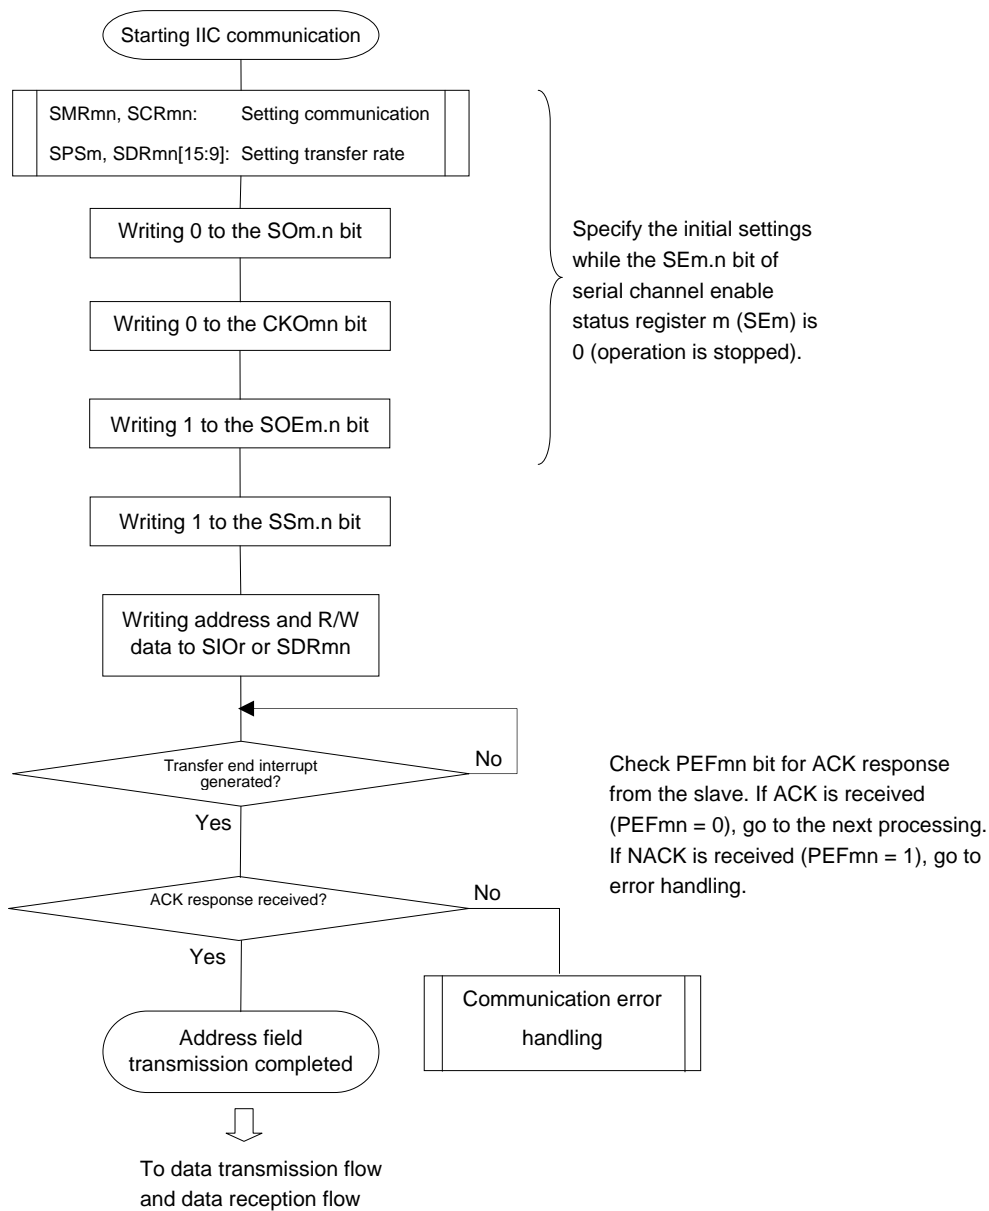 Starting IIC communication
SMRmn, SCRmn: Setting communication
SPSm, SDRmn[15:9]: Setting transfer rate
Writing 0 to the SOm.n bit
Specify the initial settings
while the SEm.n bit of
serial channel enable
status register m (SEm) is
0 (operation is stopped).
Writing 0 to the CKOmn bit
Writing 1 to the SOEm.n bit
Writing 1 to the SSm.n bit
Writing address and R/W
data to SIOr or SDRmn
Transfer end interrupt
generated?
No
Yes
Check PEFmn bit for ACK response
from the slave. If ACK is received
(PEFmn = 0), go to the next processing.
If NACK is received (PEFmn = 1), go to
error handling.
ACK response received?
No
Yes
Communication error
handling
Address field
transmission completed
To data transmission flow
and data reception flow